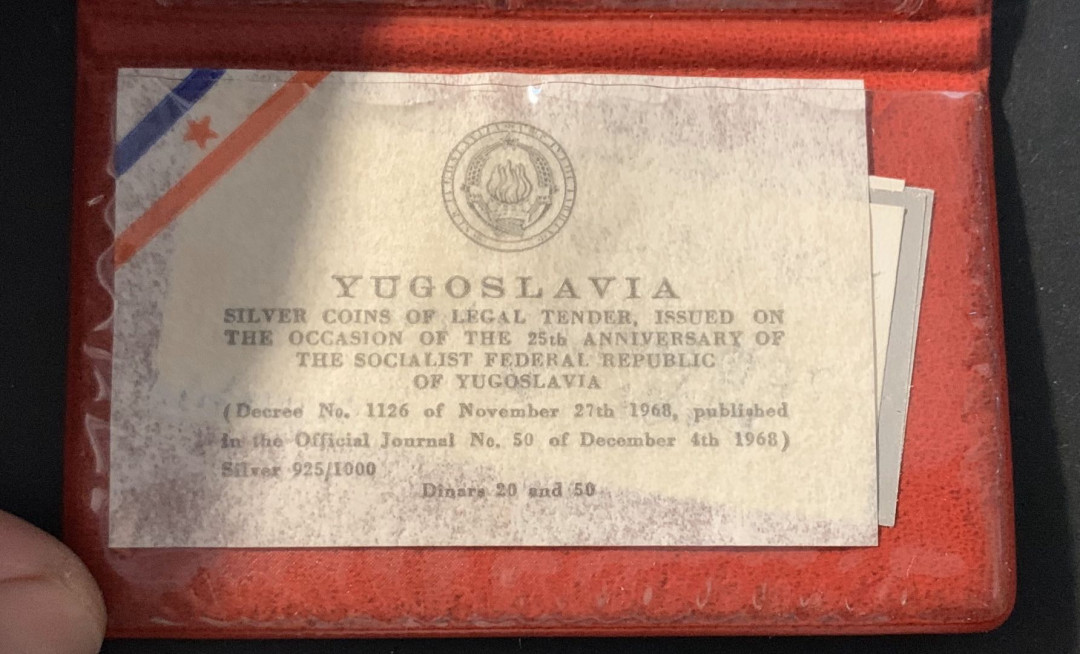 YUGOSLAVIA
SILVER COINS OF LEGAL TENDER, ISSUED ON
THE OCCASION OF THE 25th ANNIVERSARY OF
THE SOCIALIST FEDERAL REPUBLIC
OF YUGOSLAVIA
(Decree No. 1126 of November 27th 1968, published
in the Official Journal No. 50 of December 4th 1968)
Silver 925/1000
Dinars 20 and 50